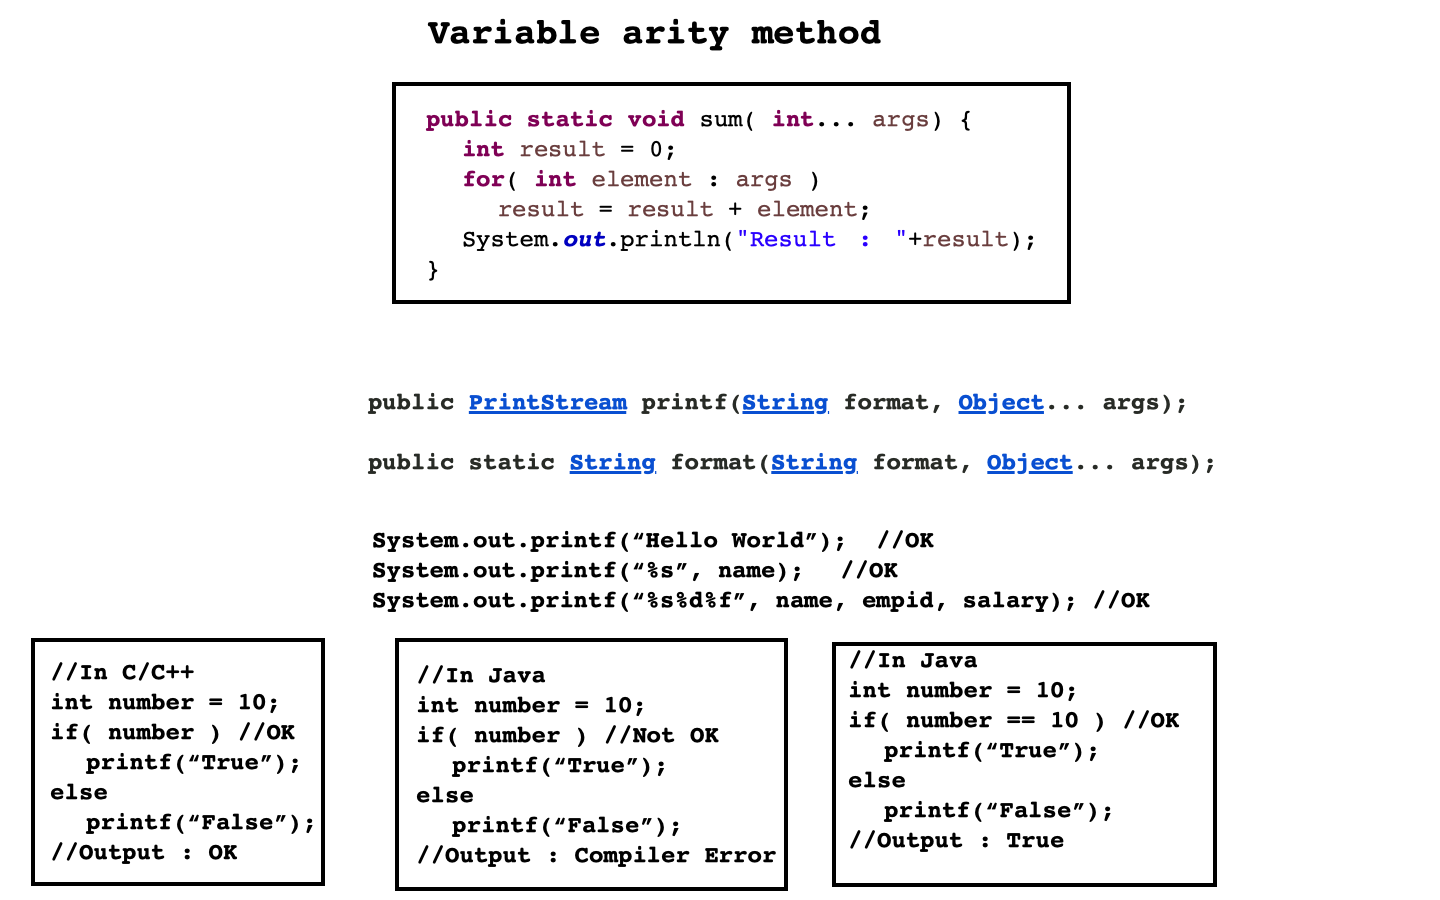 Variable arity method
public static void sum( int... args) {
int result = 0;
for( int element : args )
result = result + element;
System.out.println("Result : "+result);
}
public PrintStream printf(String format, Object... args);
public static String format(String format, Object... args);
System.out.printf(“Hello World”); //OK
System.out.printf(“%s”, name); //OK
System.out.printf(“%s%d%f”, name, empid, salary); //OK
//In C/C++
int number = 10;
if( number ) //OK
printf(“True”);
else
printf(“False”);
//Output : OK
//In Java
int number = 10;
if( number ) //Not OK
printf(“True”);
else
printf(“False”);
//Output : Compiler Error
//In Java
int number = 10;
if( number == 10 ) //OK
printf(“True”);
else
printf(“False”);
//Output : True